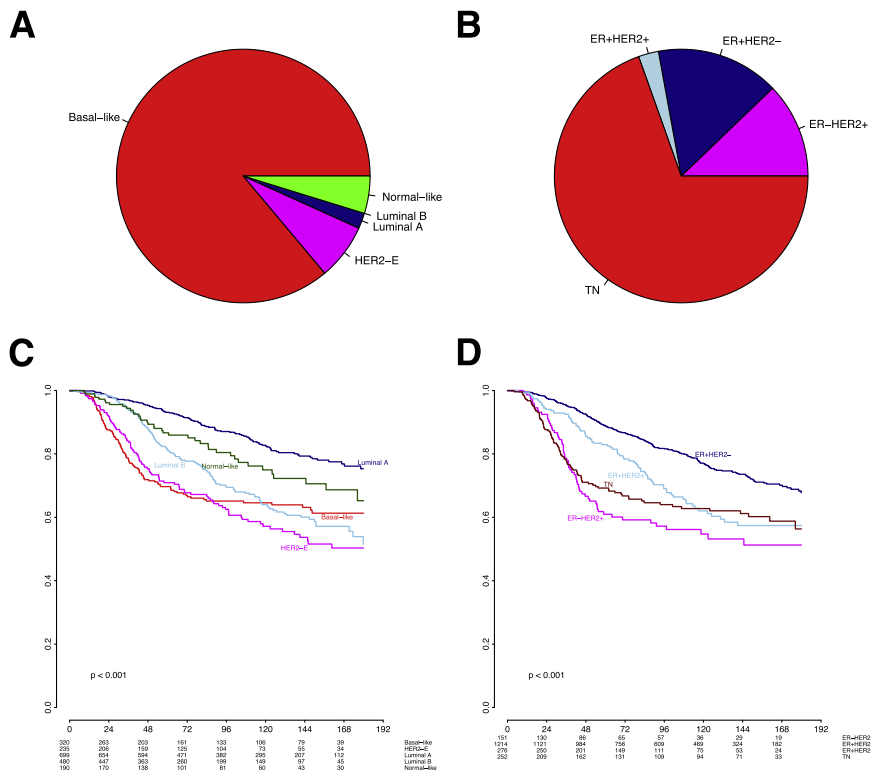 A
Basal−like
Normal−like
Luminal B
Luminal A
HER2−E
B
ER+HER2+
ER+HER2−
ER−HER2+
TN
C
1.0
0.8
0.6
0.4
0.2
0.0
Luminal A
Luminal B
Normal−like
Basal−like
HER2−E
p < 0.001
0 24 48 72 96 120 144 168 192
320 263 203 161 133 106 79 39 Basal−like
235 206 159 125 104 73 55 34 HER2−E
699 654 594 471 382 295 207 112 Luminal A
480 447 363 260 199 149 97 45 Luminal B
190 170 138 101 81 60 43 30 Normal−like
D
1.0
0.8
0.6
0.4
0.2
0.0
ER+HER2−
ER+HER2+
TN
ER−HER2+
p < 0.001
0 24 48 72 96 120 144 168 192
151 130 86 65 57 36 29 19 ER−HER2
1214 1121 984 756 609 469 324 182 ER+HER2
276 250 201 149 111 75 53 24 ER+HER2
252 209 162 131 109 94 71 33 TN